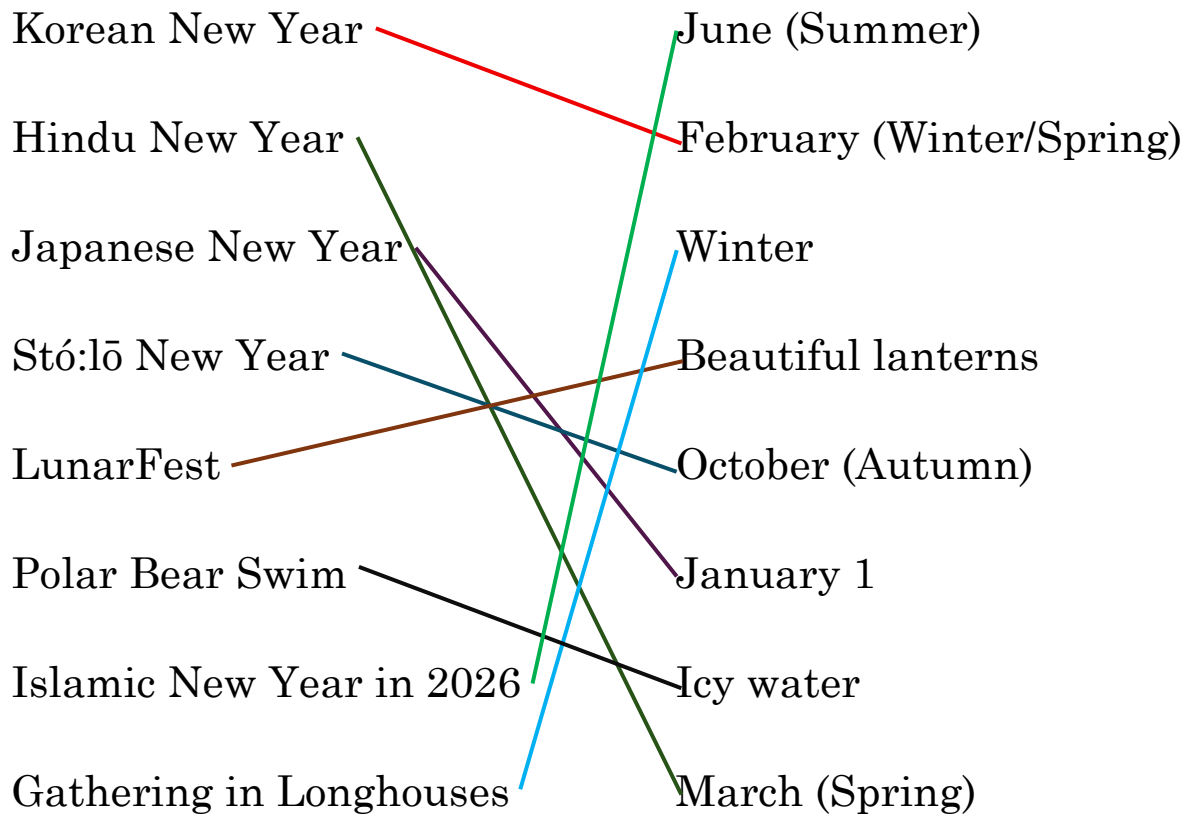 Korean New Year
June (Summer)
Hindu New Year
February (Winter/Spring)
Japanese New Year
Winter
Stó:lō New Year
Beautiful lanterns
LunarFest
October (Autumn)
Polar Bear Swim
January 1
Islamic New Year in 2026
Icy water
Gathering in Longhouses
March (Spring)